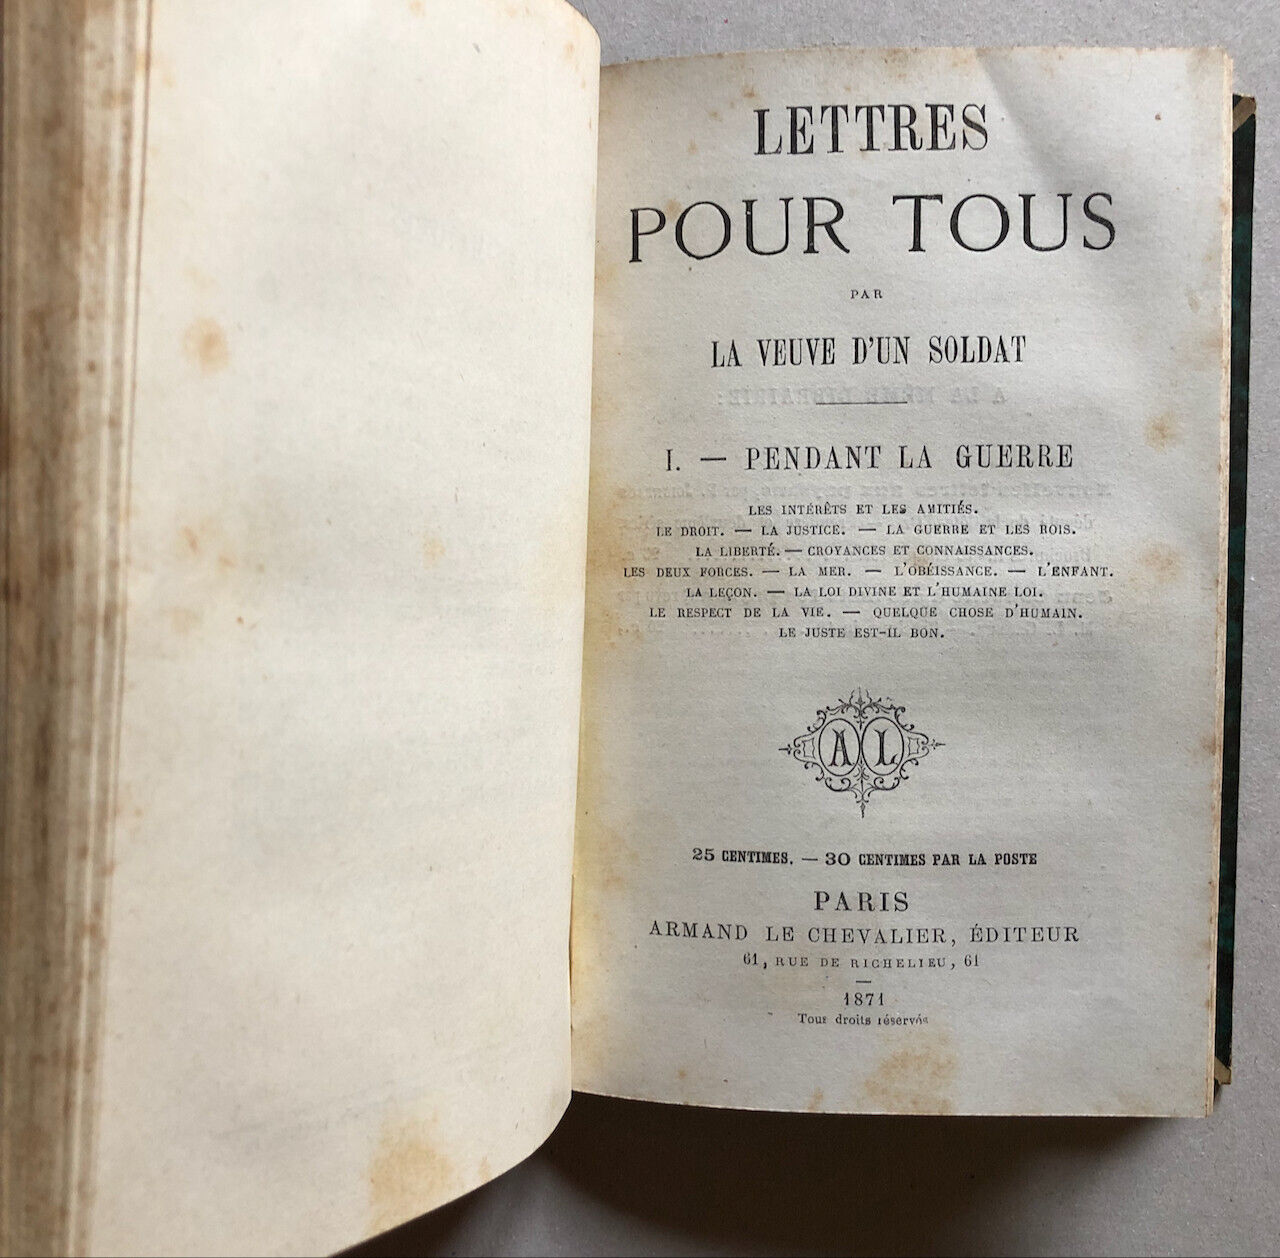 LETTRES
POUR TOUS
PAR
LA VEUVE D'UN SOLDAT
I. — PENDANT LA GUERRE
LES INTÉRÊTS ET LES AMITIÉS.
LE DROIT. — LA JUSTICE. — LA GUERRE ET LES ROIS.
LA LIBERTÉ. — CROYANCES ET CONNAISSANCES.
LES DEUX FORCES. — LA MER. — L'OBÉISSANCE. — L'ENFANT.
LA LEÇON. — LA LOI DIVINE ET L'HUMAINE LOI.
LE RESPECT DE LA VIE. — QUELQUE CHOSE D'HUMAIN.
LE JUSTE EST-IL BON.
AL
25 CENTIMES. — 30 CENTIMES PAR LA POSTE
PARIS
ARMAND LE CHEVALIER, ÉDITEUR
61, RUE DE RICHELIEU, 61
1871
Tous droits réservés